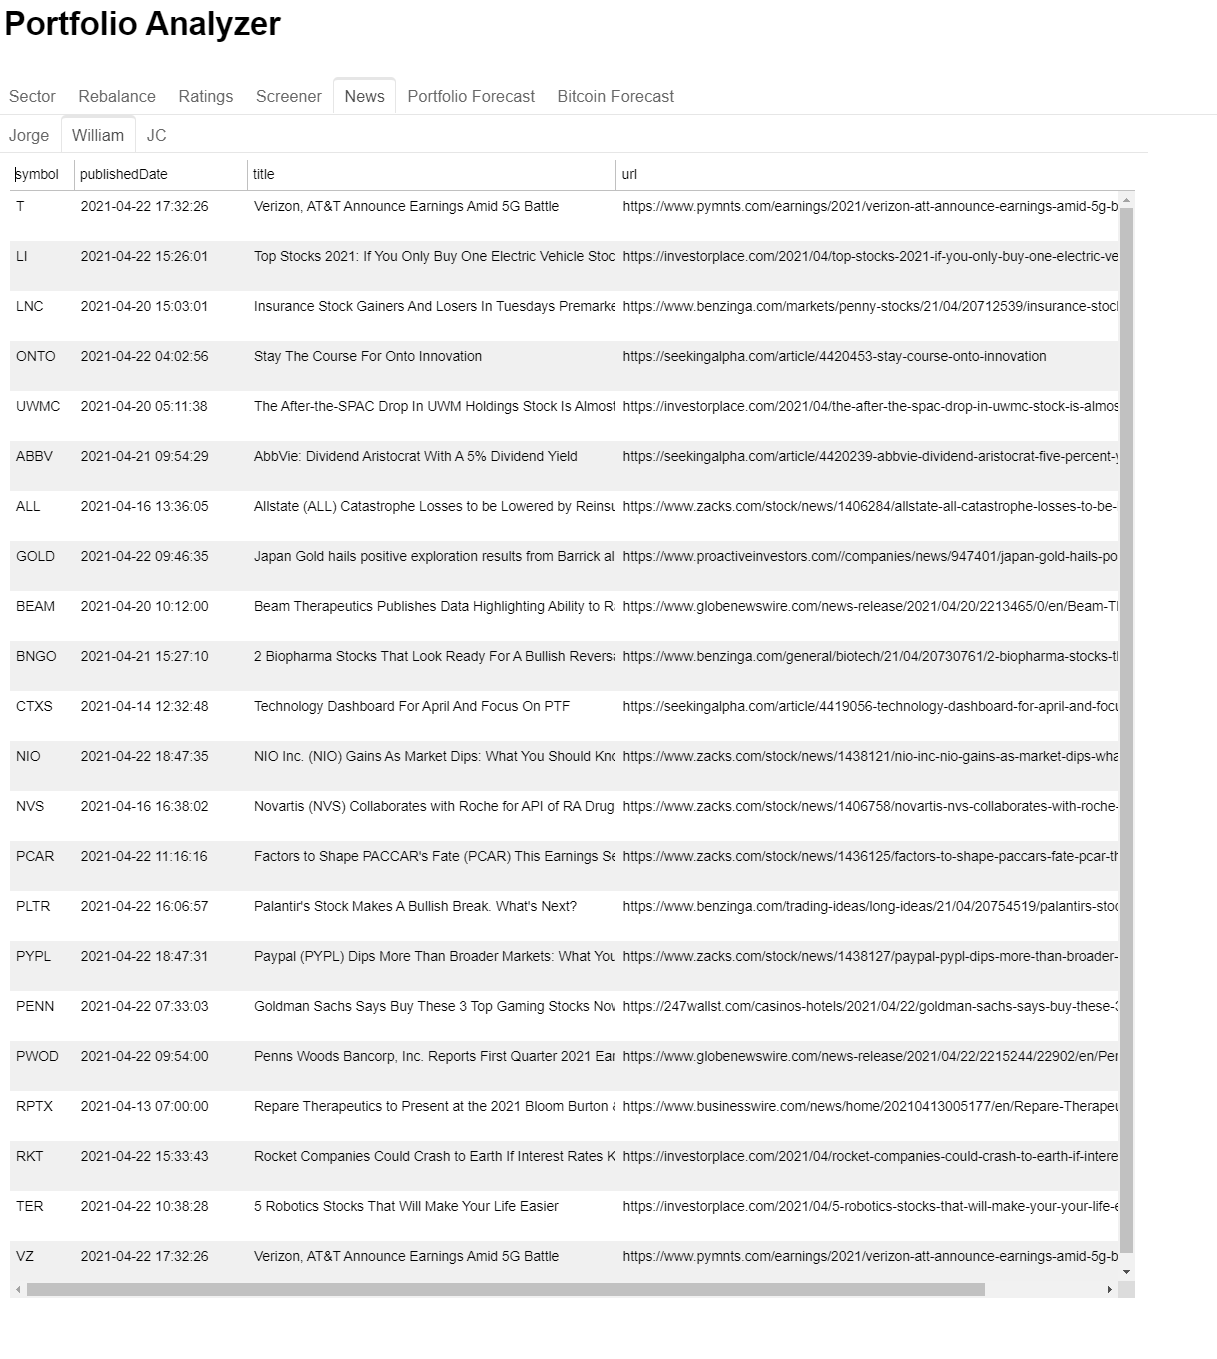 Portfolio Analyzer
Sector Rebalance Ratings Screener News Portfolio Forecast Bitcoin Forecast
Jorge William JC
symbol publishedDate title url
T 2021-04-22 17:32:26 Verizon, AT&T Announce Earnings Amid 5G Battle https://www.pymnts.com/earnings/2021/verizon-att-announce-earnings-amid-5g-b
LI 2021-04-22 15:26:01 Top Stocks 2021: If You Only Buy One Electric Vehicle Stoc https://investorplace.com/2021/04/top-stocks-2021-if-you-only-buy-one-electric-ve
LNC 2021-04-20 15:03:01 Insurance Stock Gainers And Losers In Tuesdays Premarke https://www.benzinga.com/markets/penny-stocks/21/04/20712539/insurance-stoc
ONTO 2021-04-22 04:02:56 Stay The Course For Onto Innovation https://seekingalpha.com/article/4420453-stay-course-onto-innovation
UWMC 2021-04-20 05:11:38 The After-the-SPAC Drop In UWM Holdings Stock Is Almost https://investorplace.com/2021/04/the-after-the-spac-drop-in-uwmc-stock-is-almos
ABBV 2021-04-21 09:54:29 AbbVie: Dividend Aristocrat With A 5% Dividend Yield https://seekingalpha.com/article/4420239-abbvie-dividend-aristocrat-five-percent-
ALL 2021-04-16 13:36:05 Allstate (ALL) Catastrophe Losses to be Lowered by Reinsu https://www.zacks.com/stock/news/1406284/allstate-all-catastrophe-losses-to-be-
GOLD 2021-04-22 09:46:35 Japan Gold hails positive exploration results from Barrick al https://www.proactiveinvestors.com//companies/news/947401/japan-gold-hails-po
BEAM 2021-04-20 10:12:00 Beam Therapeutics Publishes Data Highlighting Ability to R https://www.globenewswire.com/news-release/2021/04/20/2213465/0/en/Beam-T
BNGO 2021-04-21 15:27:10 2 Biopharma Stocks That Look Ready For A Bullish Revers https://www.benzinga.com/general/biotech/21/04/20730761/2-biopharma-stocks-t
CTXS 2021-04-14 12:32:48 Technology Dashboard For April And Focus On PTF https://seekingalpha.com/article/4419056-technology-dashboard-for-april-and-focu
NIO 2021-04-22 18:47:35 NIO Inc. (NIO) Gains As Market Dips: What You Should Kno https://www.zacks.com/stock/news/1438121/nio-inc-nio-gains-as-market-dips-wha
NVS 2021-04-16 16:38:02 Novartis (NVS) Collaborates with Roche for API of RA Drug https://www.zacks.com/stock/news/1406758/novartis-nvs-collaborates-with-roche-
PCAR 2021-04-22 11:16:16 Factors to Shape PACCAR's Fate (PCAR) This Earnings Se https://www.zacks.com/stock/news/1436125/factors-to-shape-paccars-fate-pcar-th
PLTR 2021-04-22 16:06:57 Palantir's Stock Makes A Bullish Break. What's Next? https://www.benzinga.com/trading-ideas/long-ideas/21/04/20754519/palantirs-stoc
PYPL 2021-04-22 18:47:31 Paypal (PYPL) Dips More Than Broader Markets: What You https://www.zacks.com/stock/news/1438127/paypal-pypl-dips-more-than-broader-
PENN 2021-04-22 07:33:03 Goldman Sachs Says Buy These 3 Top Gaming Stocks Now https://247wallst.com/casinos-hotels/2021/04/22/goldman-sachs-says-buy-these-3
PWOD 2021-04-22 09:54:00 Penns Woods Bancorp, Inc. Reports First Quarter 2021 Ear https://www.globenewswire.com/news-release/2021/04/22/2215244/22902/en/Per
RPTX 2021-04-13 07:00:00 Repare Therapeutics to Present at the 2021 Bloom Burton & https://www.businesswire.com/news/home/20210413005177/en/Repare-Therapeu
RKT 2021-04-22 15:33:43 Rocket Companies Could Crash to Earth If Interest Rates K https://investorplace.com/2021/04/rocket-companies-could-crash-to-earth-if-intere
TER 2021-04-22 10:38:28 5 Robotics Stocks That Will Make Your Life Easier https://investorplace.com/2021/04/5-robotics-stocks-that-will-make-your-your-life-e
VZ 2021-04-22 17:32:26 Verizon, AT&T Announce Earnings Amid 5G Battle https://www.pymnts.com/earnings/2021/verizon-att-announce-earnings-amid-5g-b